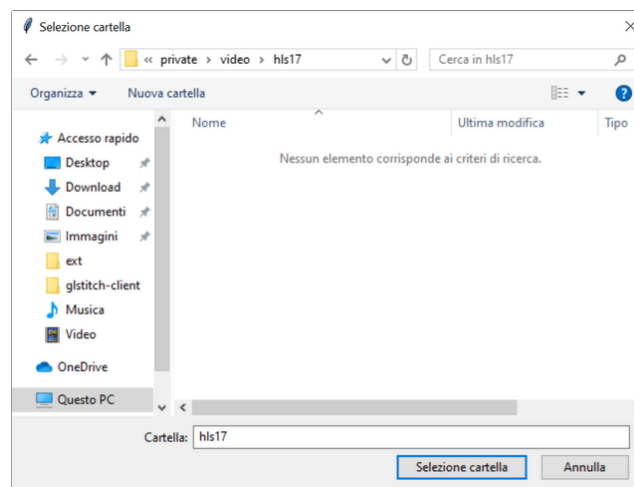 Selezione cartella
« private > video > hls17
Cerca in hls17
Organizza
Nuova cartella
Nome
Ultima modifica
Tipo
Nessun elemento corrisponde ai criteri di ricerca.
Accesso rapido
Desktop
Download
Documenti
Immagini
ext
glstitch-client
Musica
Video
OneDrive
Questo PC
Cartella: hls17
Selezione cartella
Annulla